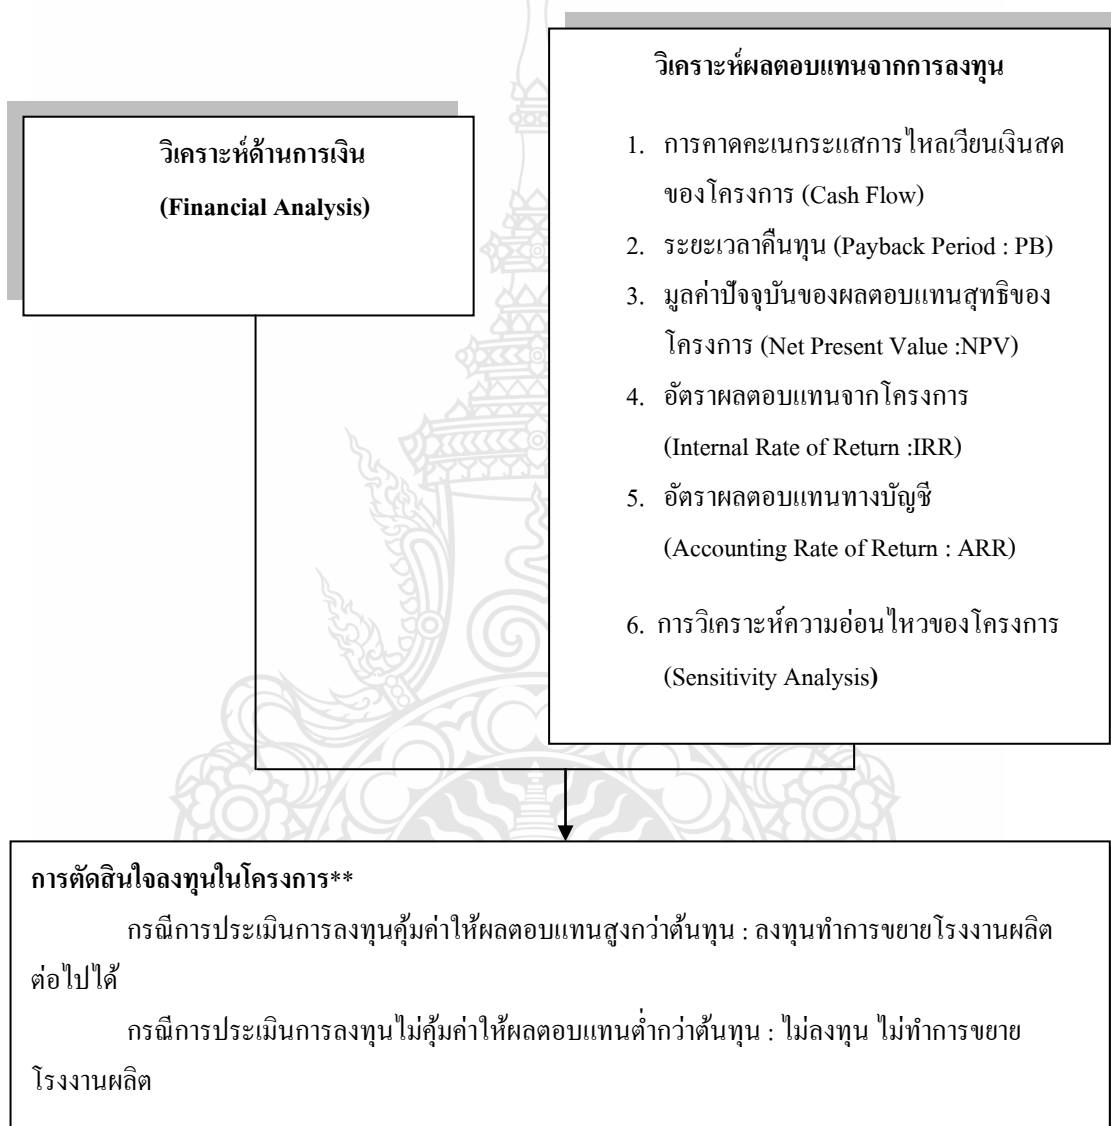 วิเคราะห์ด้านการเงิน
(Financial Analysis)
วิเคราะห์ผลตอบแทนจากการลงทุน
1. การคาดคะเนกระแสการไหลเวียนเงินสด
ของโครงการ (Cash Flow)
2. ระยะเวลาคืนทุน (Payback Period : PB)
3. มูลค่าปัจจุบันของผลตอบแทนสุทธิของ
โครงการ (Net Present Value :NPV)
4. อัตราผลตอบแทนจากโครงการ
(Internal Rate of Return :IRR)
5. อัตราผลตอบแทนทางบัญชี
(Accounting Rate of Return : ARR)
6. การวิเคราะห์ความอ่อนไหวของโครงการ
(Sensitivity Analysis)
การตัดสินใจลงทุนในโครงการ**
กรณีการประเมินการลงทุนคุ้มค่าให้ผลตอบแทนสูงกว่าต้นทุน : ลงทุนทำการขยายโรงงานผลิต
ต่อไปได้
กรณีการประเมินการลงทุนไม่คุ้มค่าให้ผลตอบแทนต่ำกว่าต้นทุน : ไม่ลงทุน ไม่ทำการขยาย
โรงงานผลิต